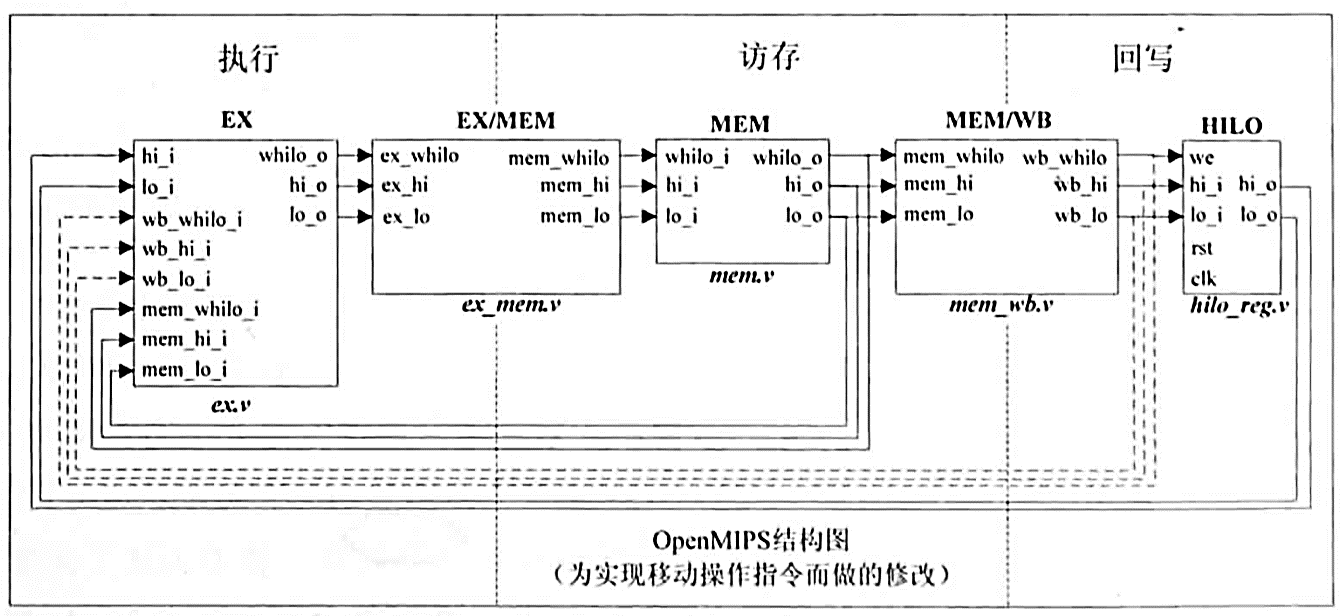 执行 访存 回写
EX EX/MEM MEM MEM/WB HILO
hi_i whilo_o ex_whilo mem_whilo whilo_i whilo_o mem_whilo wb_whilo we
lo_i hi_o ex_hi mem_hi hi_i hi_o mem_hi wb_hi hi_i hi_o
wb_whilo_i lo_o ex_lo mem_lo lo_i lo_o mem_lo wb_lo lo_i lo_o
wb_hi_i rst
wb_lo_i mem.v clk
mem_whilo_i ex_mem.v mem_wb.v hilo_reg.v
mem_hi_i
mem_lo_i
ex.v
OpenMIPS结构图
（为实现移动操作指令而做的修改）